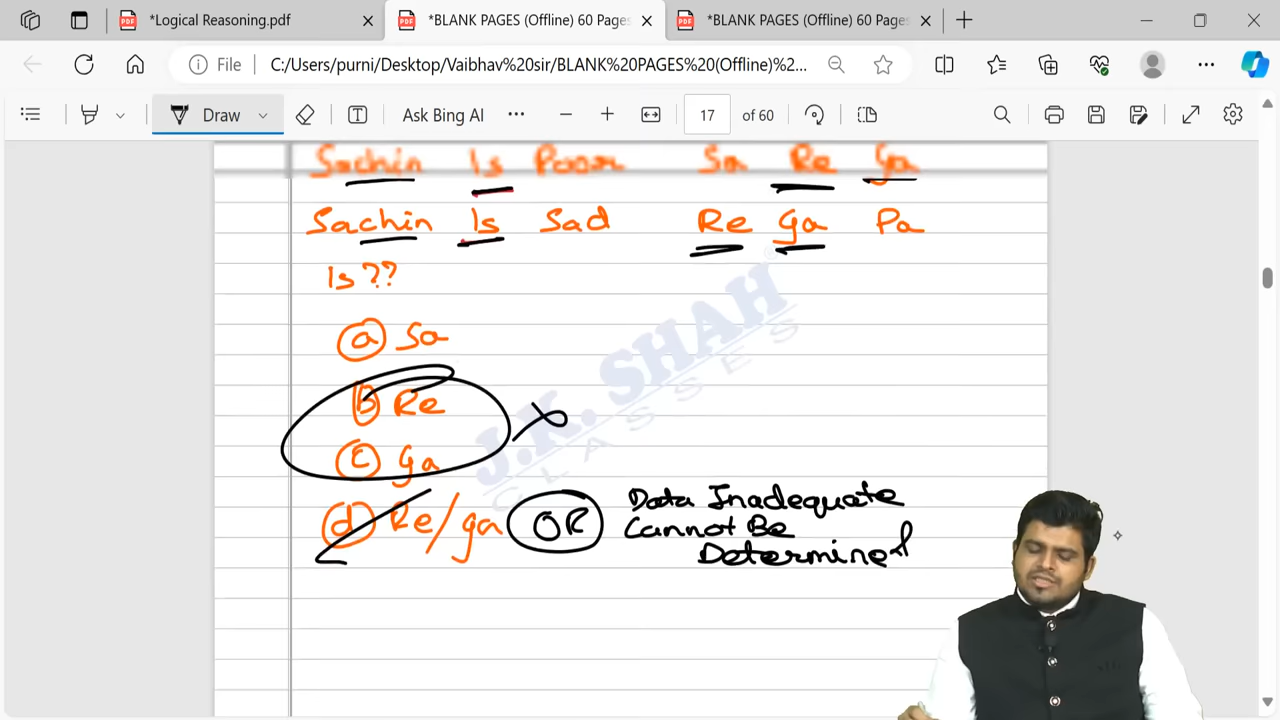 *Logical Reasoning.pdf
*BLANK PAGES (Offline) 60 Pages
*BLANK PAGES (Offline) 60 Page
File C:/Users/purni/Desktop/Vaibhav%20sir/BLANK%20PAGES%20(Offline)%2...
Draw Ask Bing AI 17 of 60
Sachin Is Poor Sa Re Ga
Sachin Is Sad Re Ga Pa
Is ??
a Sa
b Re
c Ga
d Re/Ga OR Data Inadequate
Cannot Be
Determined
J.K. SHAH
CLASSES